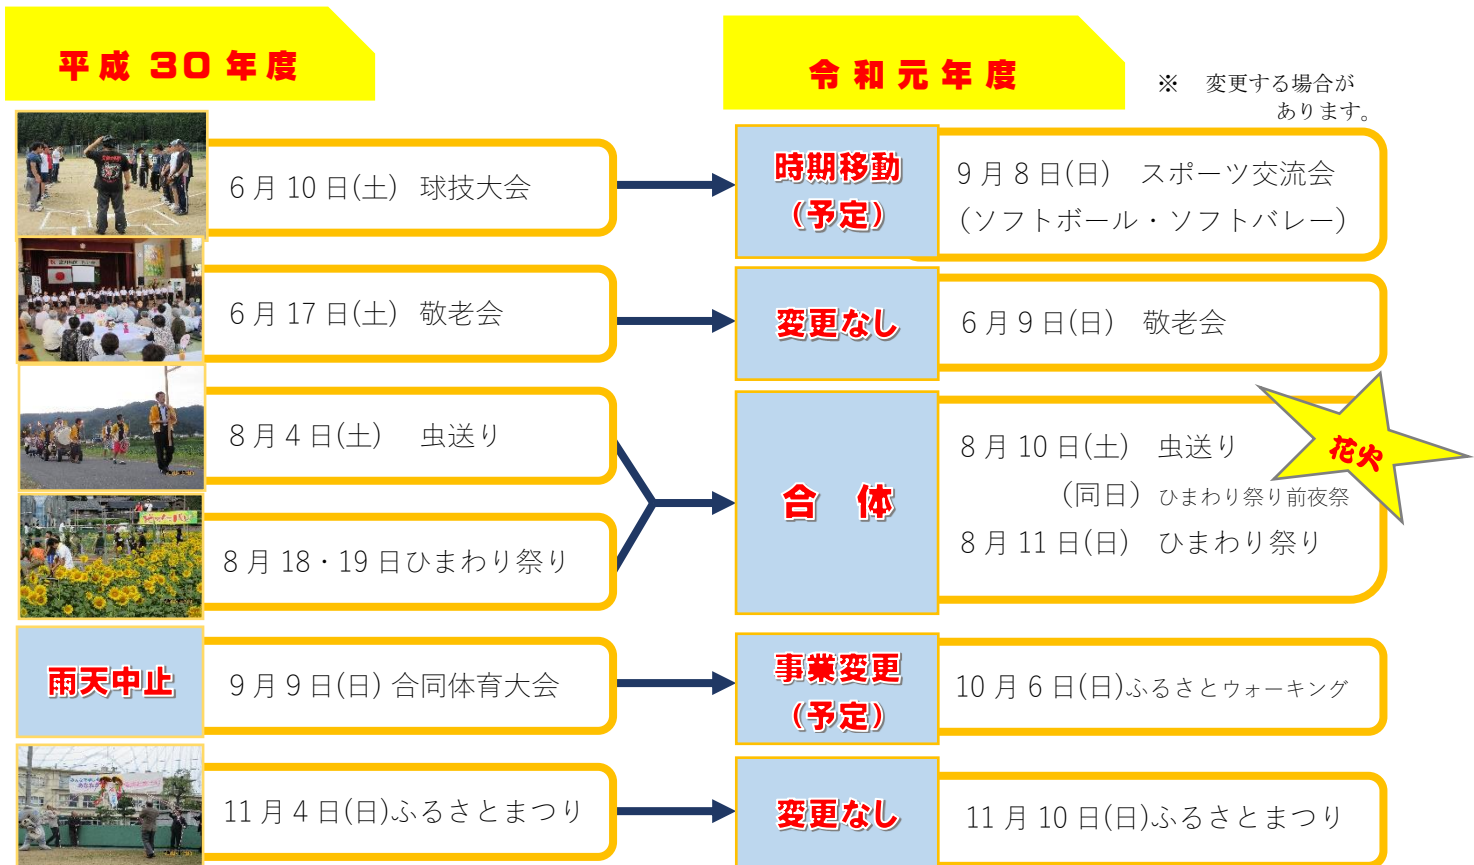 平成 30 年度
令和元年度
※ 変更する場合が
あります。
6 月 10 日(土) 球技大会
時期移動
(予定)
9 月 8 日(日) スポーツ交流会
(ソフトボール・ソフトバレー)
6 月 17 日(土) 敬老会
変更なし
6 月 9 日(日) 敬老会
8 月 4 日(土) 虫送り
8 月 18・19 日ひまわり祭り
合 体
8 月 10 日(土) 虫送り
(同日) ひまわり祭り前夜祭
8 月 11 日(日) ひまわり祭り
花火
雨天中止
9 月 9 日(日) 合同体育大会
事業変更
(予定)
10 月 6 日(日)ふるさとウォーキング
11 月 4 日(日)ふるさとまつり
変更なし
11 月 10 日(日)ふるさとまつり